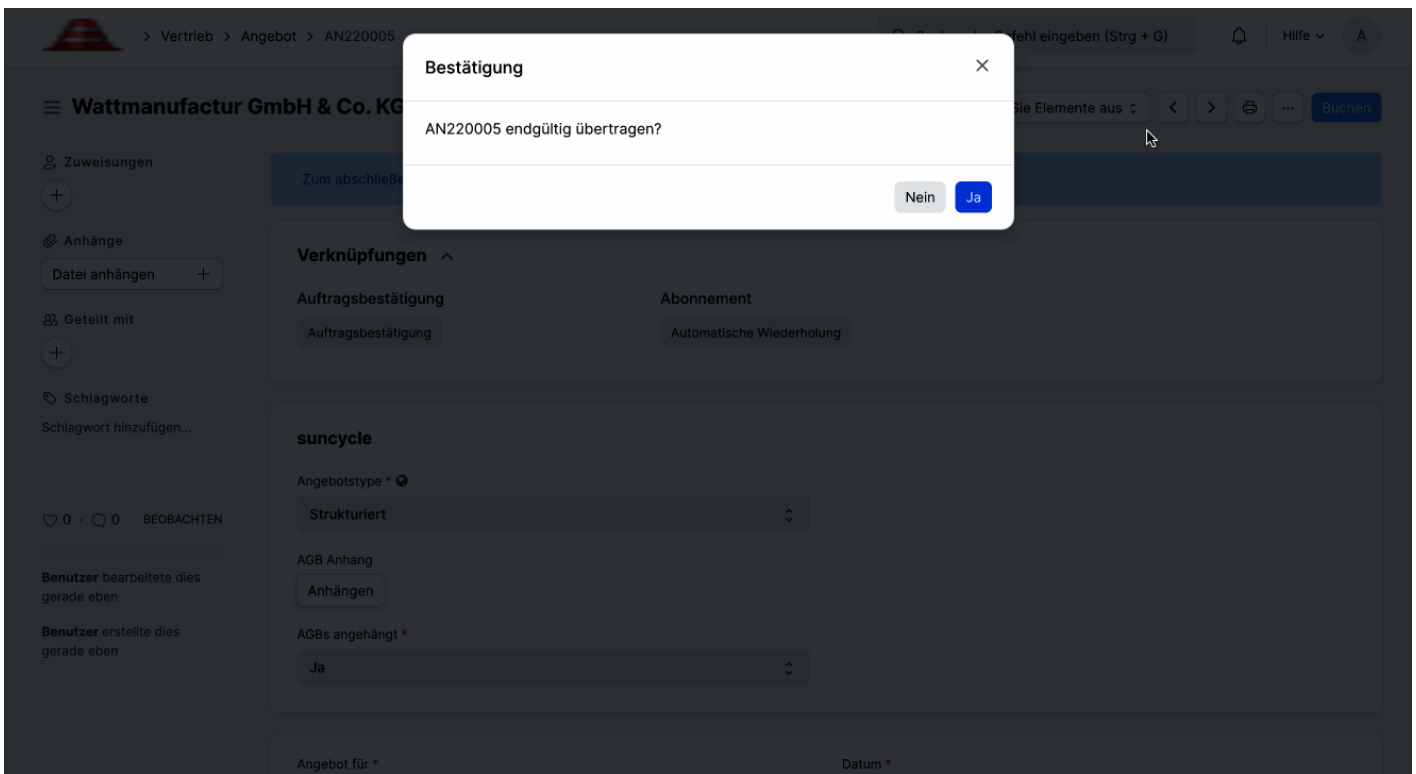 > Vertrieb > Angebot > AN220005
fehl eingeben (Strg + G)
Hilfe
A
Bestätigung
AN220005 endgültig übertragen?
Nein
Ja
Wattmanufactur GmbH & Co. KG
Sie Elemente aus
Buchen
Zuweisungen
Zum abschließe
Anhänge
Datei anhängen
Geteilt mit
Schlagworte
Schlagwort hinzufügen...
0 · 0 BEOBACHTEN
Benutzer bearbeitete dies
gerade eben
Benutzer erstellte dies
gerade eben
Verknüpfungen
Auftragsbestätigung
Abonnement
Auftragsbestätigung
Automatische Wiederholung
suncycle
Angebotstype *
Strukturiert
AGB Anhang
Anhängen
AGBs angehängt *
Ja
Angebot für *
Datum *